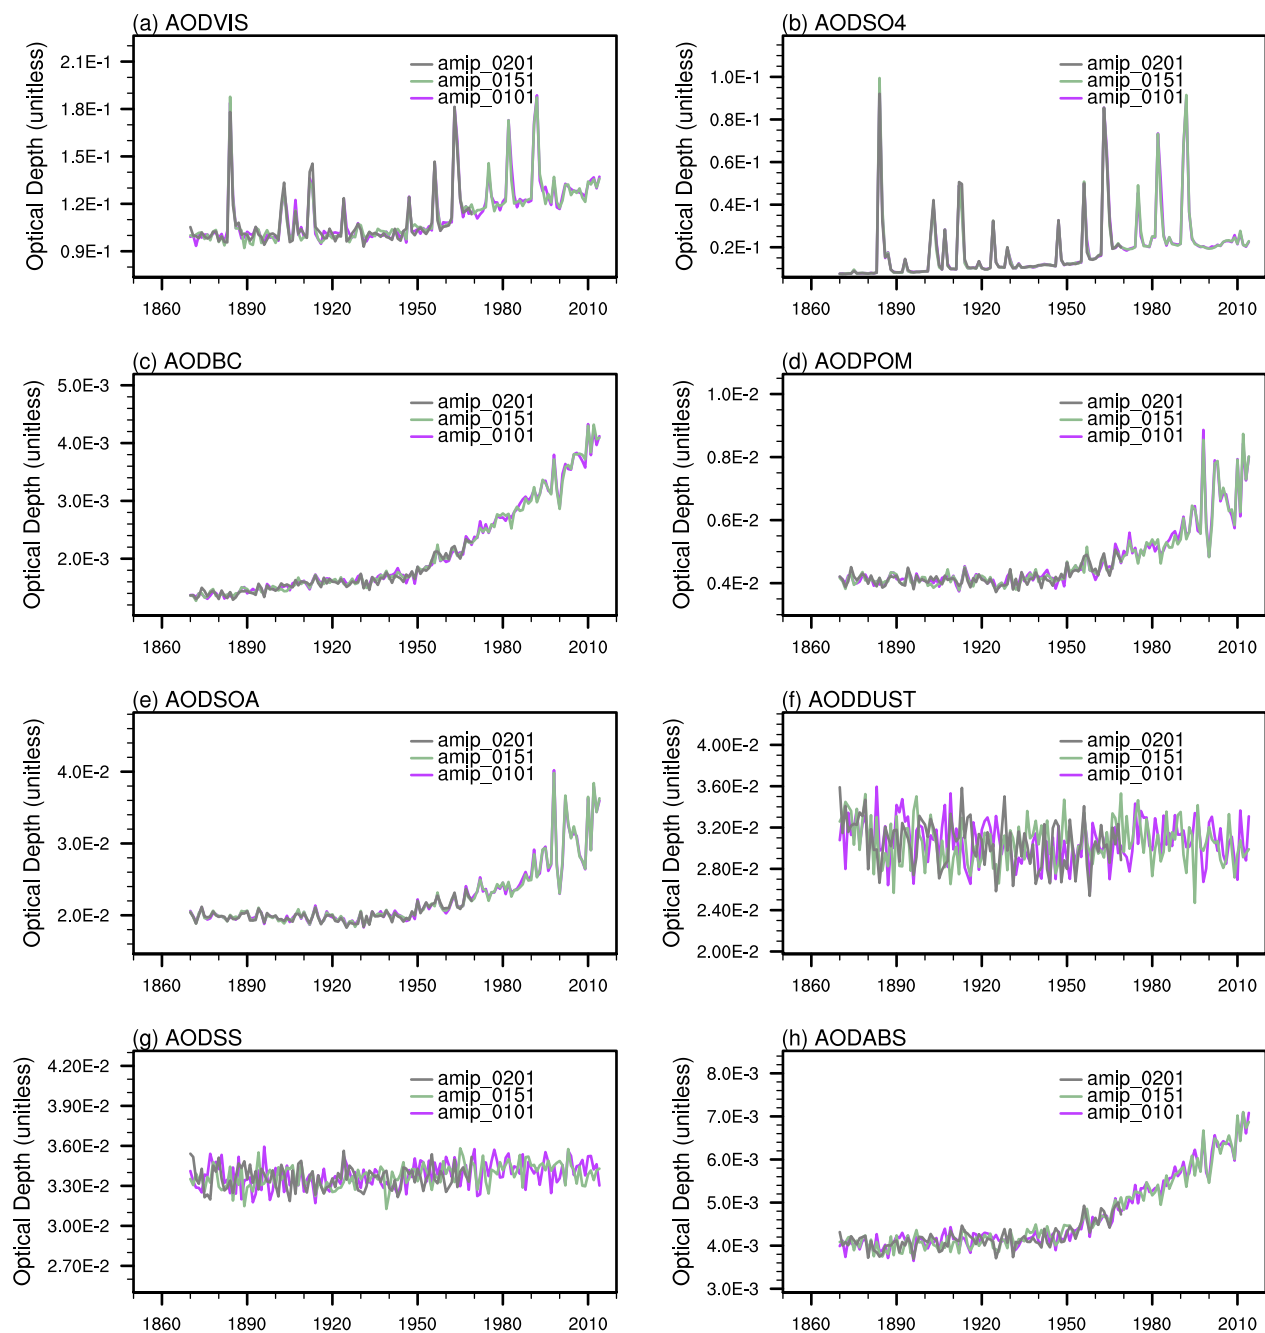 (a) AODVIS
Optical Depth (unitless)
2.1E-1
1.8E-1
1.5E-1
1.2E-1
0.9E-1
amip_0201
amip_0151
amip_0101
1860 1890 1920 1950 1980 2010
(b) AODSO4
Optical Depth (unitless)
1.0E-1
0.8E-1
0.6E-1
0.4E-1
0.2E-1
amip_0201
amip_0151
amip_0101
1860 1890 1920 1950 1980 2010
(c) AODBC
Optical Depth (unitless)
5.0E-3
4.0E-3
3.0E-3
2.0E-3
amip_0201
amip_0151
amip_0101
1860 1890 1920 1950 1980 2010
(d) AODPOM
Optical Depth (unitless)
1.0E-2
0.8E-2
0.6E-2
0.4E-2
amip_0201
amip_0151
amip_0101
1860 1890 1920 1950 1980 2010
(e) AODSOA
Optical Depth (unitless)
4.0E-2
3.0E-2
2.0E-2
amip_0201
amip_0151
amip_0101
1860 1890 1920 1950 1980 2010
(f) AODDUST
Optical Depth (unitless)
4.00E-2
3.60E-2
3.20E-2
2.80E-2
2.40E-2
2.00E-2
amip_0201
amip_0151
amip_0101
1860 1890 1920 1950 1980 2010
(g) AODSS
Optical Depth (unitless)
4.20E-2
3.90E-2
3.60E-2
3.30E-2
3.00E-2
2.70E-2
amip_0201
amip_0151
amip_0101
1860 1890 1920 1950 1980 2010
(h) AODABS
Optical Depth (unitless)
8.0E-3
7.0E-3
6.0E-3
5.0E-3
4.0E-3
3.0E-3
amip_0201
amip_0151
amip_0101
1860 1890 1920 1950 1980 2010